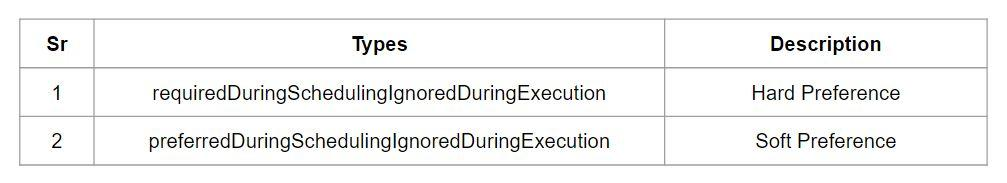 Sr Types Description
1 requiredDuringSchedulingIgnoredDuringExecution Hard Preference
2 preferredDuringSchedulingIgnoredDuringExecution Soft Preference